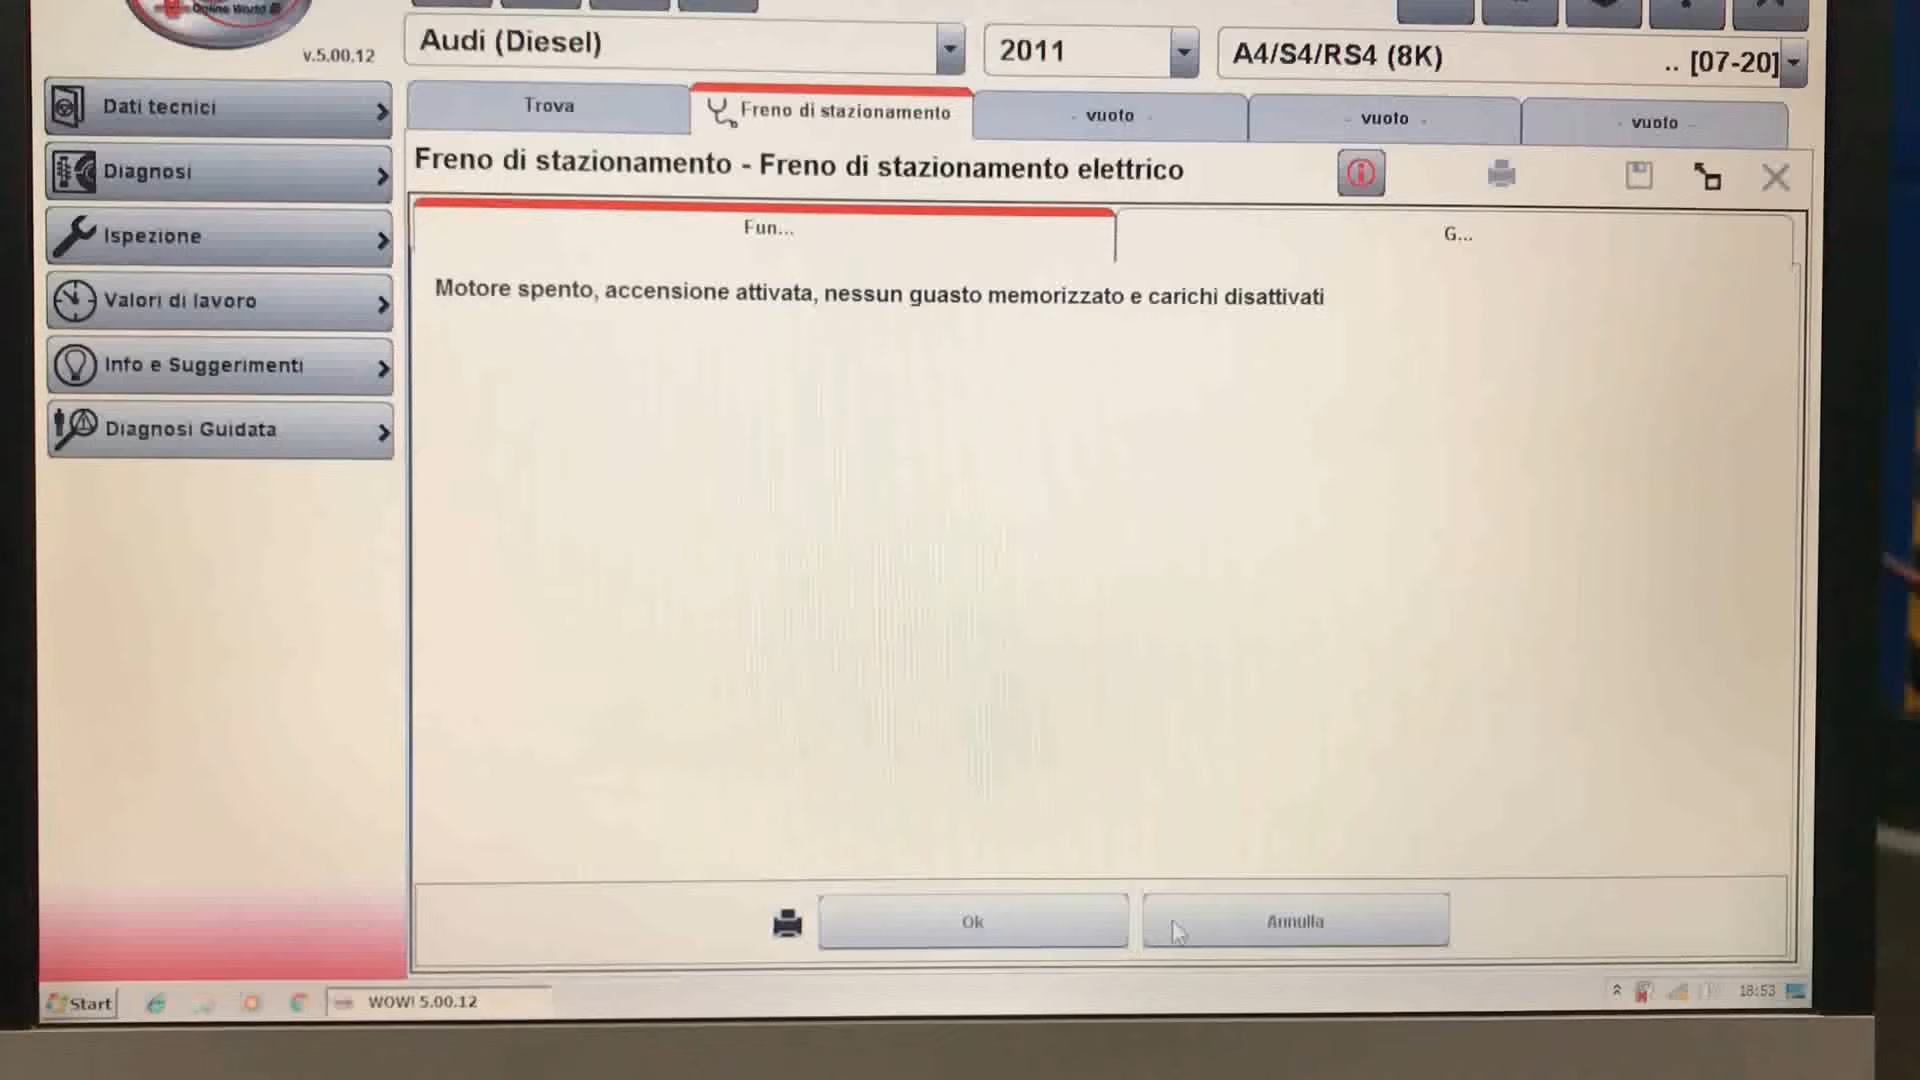 Online World
v.5.00.12
Audi (Diesel)
2011
A4/S4/RS4 (8K)
.. [07-20]
Dati tecnici
Diagnosi
Ispezione
Valori di lavoro
Info e Suggerimenti
Diagnosi Guidata
Trova
Freno di stazionamento
- vuoto -
- vuoto -
- vuoto -
Freno di stazionamento - Freno di stazionamento elettrico
Fun...
G...
Motore spento, accensione attivata, nessun guasto memorizzato e carichi disattivati
Ok
Annulla
Start
WOW! 5.00.12
18:53